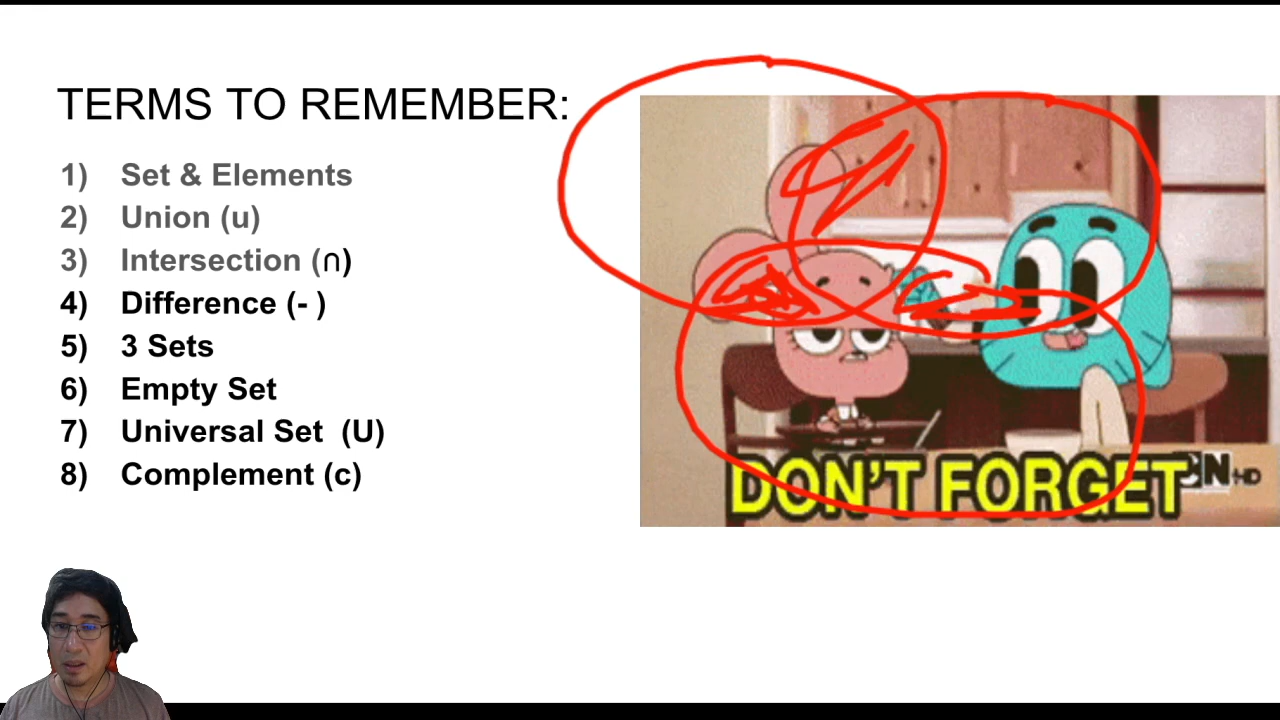 TERMS TO REMEMBER:
1) Set & Elements
2) Union (u)
3) Intersection (∩)
4) Difference (- )
5) 3 Sets
6) Empty Set
7) Universal Set (U)
8) Complement (c)
DON'T FORGET
CN HD